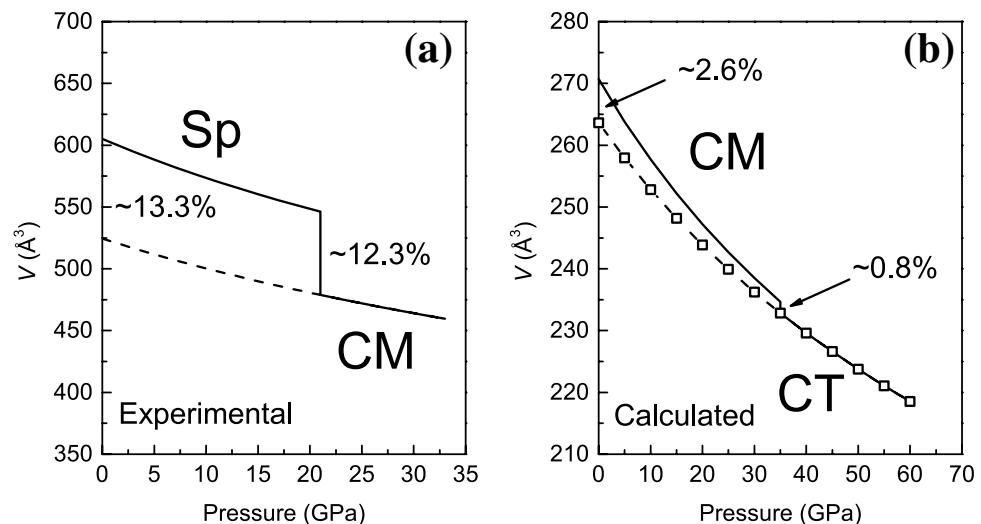 (a)
700
650
600
550
500
450
400
350
V (Å³)
Sp
~13.3%
~12.3%
CM
Experimental
0 5 10 15 20 25 30 35
Pressure (GPa)
(b)
280
270
260
250
240
230
220
210
V (Å³)
~2.6%
CM
~0.8%
CT
Calculated
0 10 20 30 40 50 60 70
Pressure (GPa)